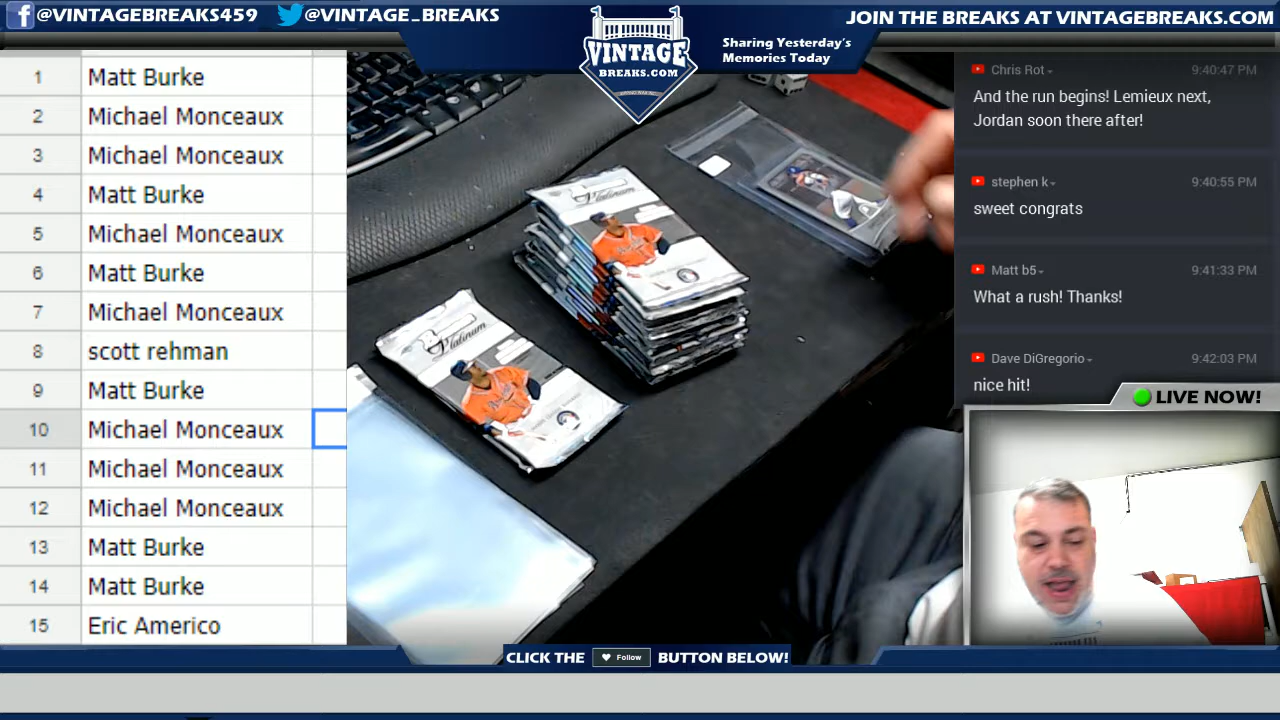 @VINTAGEBREAKS459
@VINTAGE_BREAKS
VINTAGE
BREAKS.COM
Sharing Yesterday's
Memories Today
JOIN THE BREAKS AT VINTAGEBREAKS.COM
1 Matt Burke
2 Michael Monceaux
3 Michael Monceaux
4 Matt Burke
5 Michael Monceaux
6 Matt Burke
7 Michael Monceaux
8 scott rehman
9 Matt Burke
10 Michael Monceaux
11 Michael Monceaux
12 Michael Monceaux
13 Matt Burke
14 Matt Burke
15 Eric Americo
Platinum
Platinum
Chris Rot 9:40:47 PM
And the run begins! Lemieux next,
Jordan soon there after!
stephen k 9:40:55 PM
sweet congrats
Matt b5 9:41:33 PM
What a rush! Thanks!
Dave DiGregorio 9:42:03 PM
nice hit!
LIVE NOW!
CLICK THE Follow BUTTON BELOW!